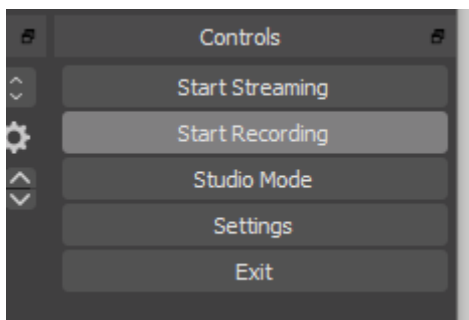 Controls
Start Streaming
Start Recording
Studio Mode
Settings
Exit